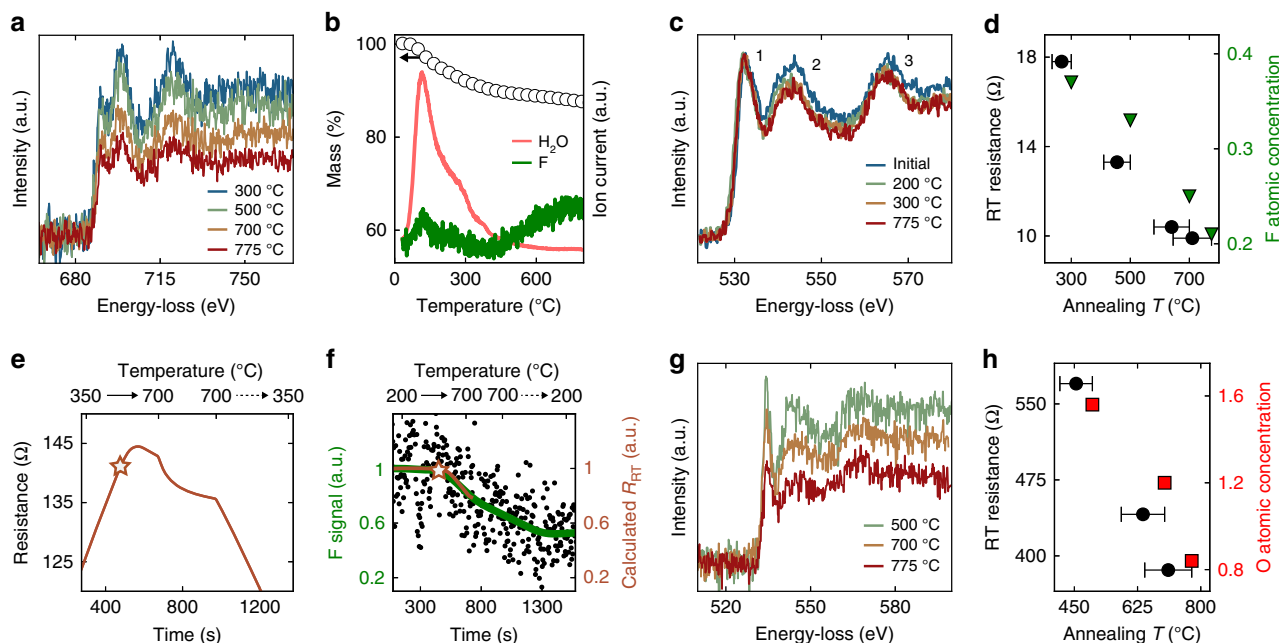 a
Intensity (a.u.)
300 °C
500 °C
700 °C
775 °C
680 715 750
Energy-loss (eV)
b
100
80
60
Mass (%)
H2O
F
Ion current (a.u.)
0 300 600
Temperature (°C)
c
1
2
3
Intensity (a.u.)
Initial
200 °C
300 °C
775 °C
530 550 570
Energy-loss (eV)
d
18
14
10
RT resistance (Ω)
0.4
0.3
0.2
F atomic concentration
300 500 700
Annealing T (°C)
e
Temperature (°C)
350 700 700 350
145
135
125
Resistance (Ω)
400 800 1200
Time (s)
f
Temperature (°C)
200 700 700 200
1
0.6
0.2
F signal (a.u.)
1
0.6
0.2
Calculated RRT (a.u.)
300 800 1300
Time (s)
g
Intensity (a.u.)
500 °C
700 °C
775 °C
520 550 580
Energy-loss (eV)
h
550
475
400
RT resistance (Ω)
1.6
1.2
0.8
O atomic concentration
450 625 800
Annealing T (°C)